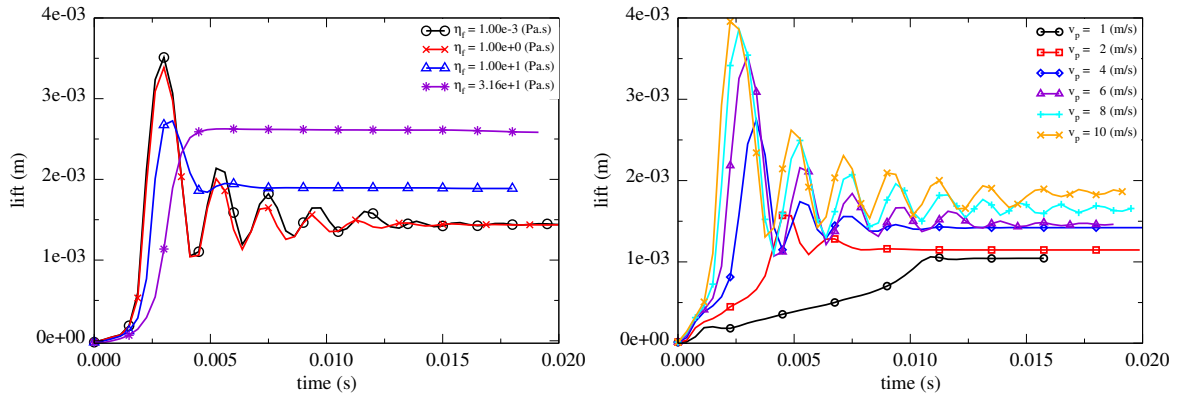 4e-03
3e-03
2e-03
1e-03
0e+00
lift (m)
0.000
0.005
0.010
0.015
0.020
time (s)
η_f = 1.00e-3 (Pa.s)
η_f = 1.00e+0 (Pa.s)
η_f = 1.00e+1 (Pa.s)
η_f = 3.16e+1 (Pa.s)
4e-03
3e-03
2e-03
1e-03
0e+00
lift (m)
0.000
0.005
0.010
0.015
0.020
time (s)
v_p = 1 (m/s)
v_p = 2 (m/s)
v_p = 4 (m/s)
v_p = 6 (m/s)
v_p = 8 (m/s)
v_p = 10 (m/s)